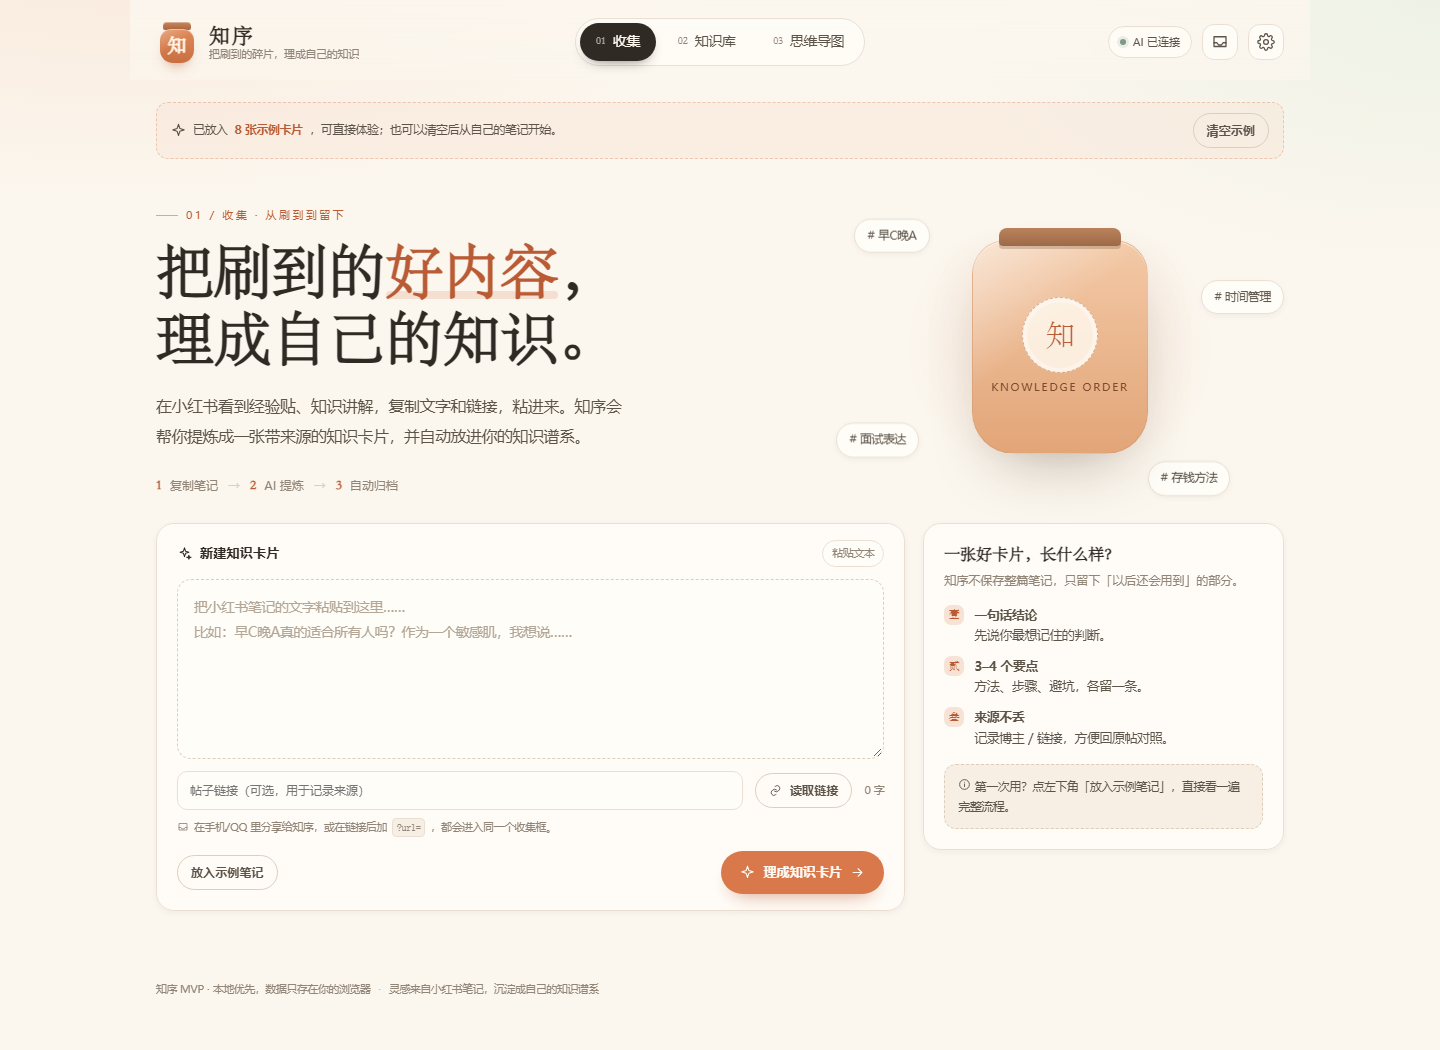 知
知序
把刷到的碎片，理成自己的知识
01 收集
02 知识库
03 思维导图
AI 已连接
已放入 8 张示例卡片 ，可直接体验；也可以清空后从自己的笔记开始。
清空示例
01 / 收集 · 从刷到到留下
把刷到的好内容，
理成自己的知识。
在小红书看到经验贴、知识讲解，复制文字和链接，粘进来。知序会
帮你提炼成一张带来源的知识卡片，并自动放进你的知识谱系。
1 复制笔记 → 2 AI 提炼 → 3 自动归档
# 早C晚A
# 时间管理
知
KNOWLEDGE ORDER
# 面试表达
# 存钱方法
新建知识卡片
粘贴文本
把小红书笔记的文字粘贴到这里……
比如：早C晚A真的适合所有人吗？作为一个敏感肌，我想说……
帖子链接（可选，用于记录来源）
读取链接
0 字
在手机/QQ 里分享给知序，或在链接后加 ?url= ，都会进入同一个收集框。
放入示例笔记
理成知识卡片 →
一张好卡片，长什么样？
知序不保存整篇笔记，只留下「以后还会用到」的部分。
壹 一句话结论
先说你最想记住的判断。
贰 3–4 个要点
方法、步骤、避坑，各留一条。
叁 来源不丢
记录博主 / 链接，方便回原帖对照。
第一次用？点左下角「放入示例笔记」，直接看一遍
完整流程。
知序 MVP · 本地优先，数据只存在你的浏览器 · 灵感来自小红书笔记，沉淀成自己的知识谱系